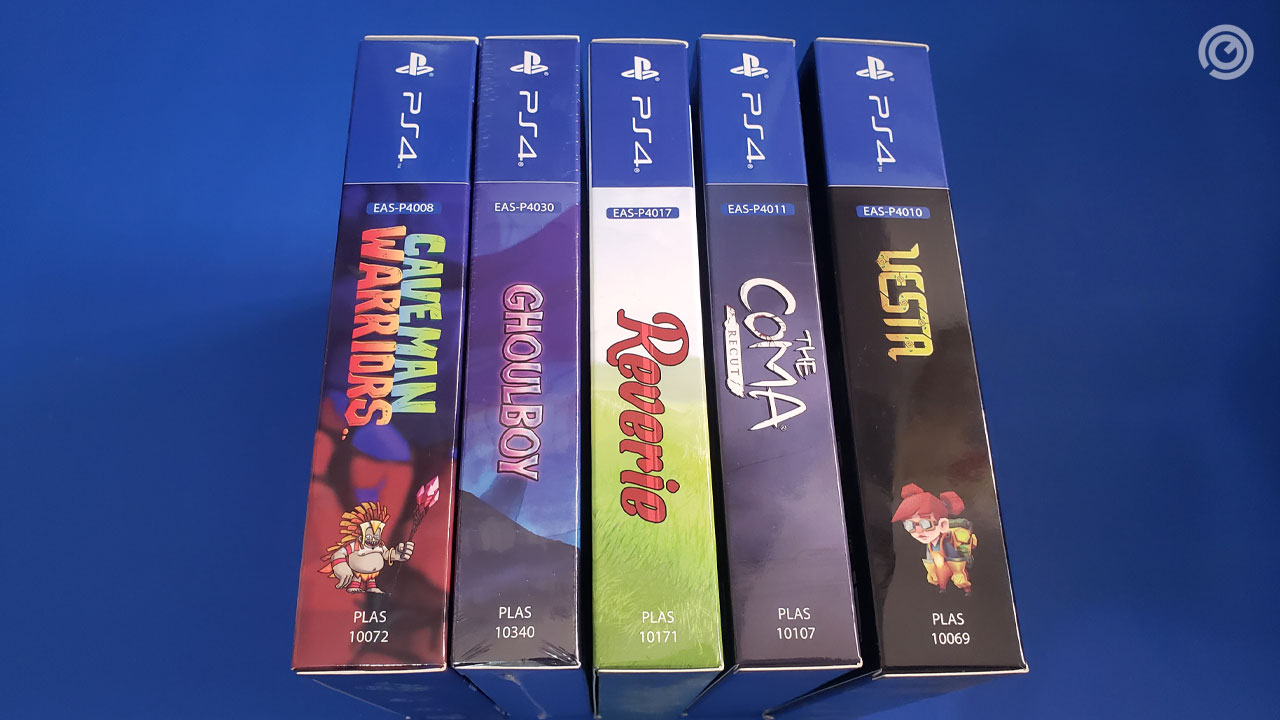 PS4
EAS-P4008
CAVEMAN
WARRIORS
PLAS
10072
PS4
EAS-P4030
GHOULBOY
PLAS
10340
PS4
EAS-P4017
Reverie
PLAS
10171
PS4
EAS-P4011
THE
COMA
RECUT
PLAS
10107
PS4
EAS-P4010
VESTA
PLAS
10069